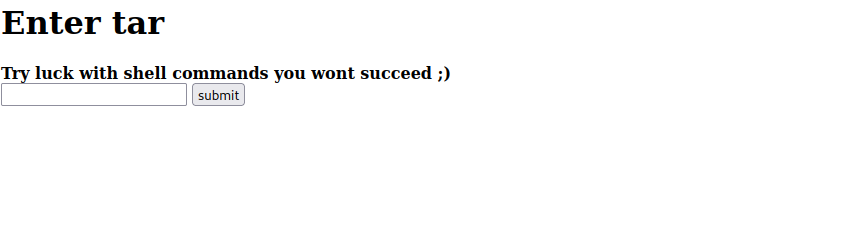 Enter tar
Try luck with shell commands you wont succeed ;)
submit